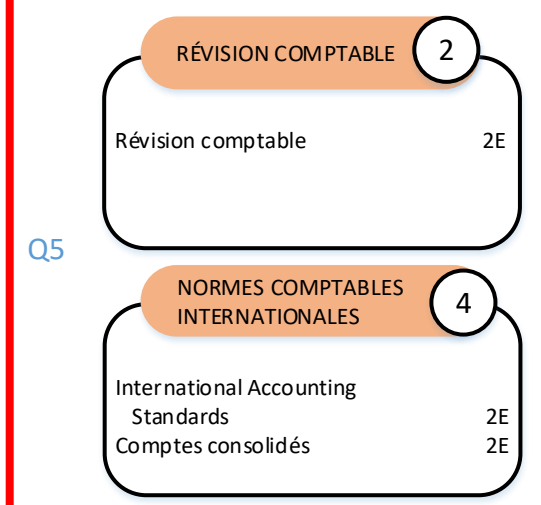 RÉVISION COMPTABLE 2
Révision comptable 2E
Q5
NORMES COMPTABLES
INTERNATIONALES 4
International Accounting
Standards 2E
Comptes consolidés 2E